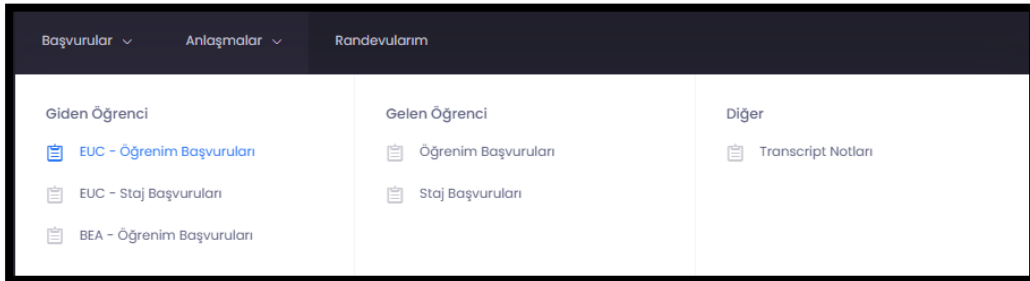 Başvurular
Anlaşmalar
Randevularım
Giden Öğrenci
EUC - Öğrenim Başvuruları
EUC - Staj Başvuruları
BEA - Öğrenim Başvuruları
Gelen Öğrenci
Öğrenim Başvuruları
Staj Başvuruları
Diğer
Transcript Notları